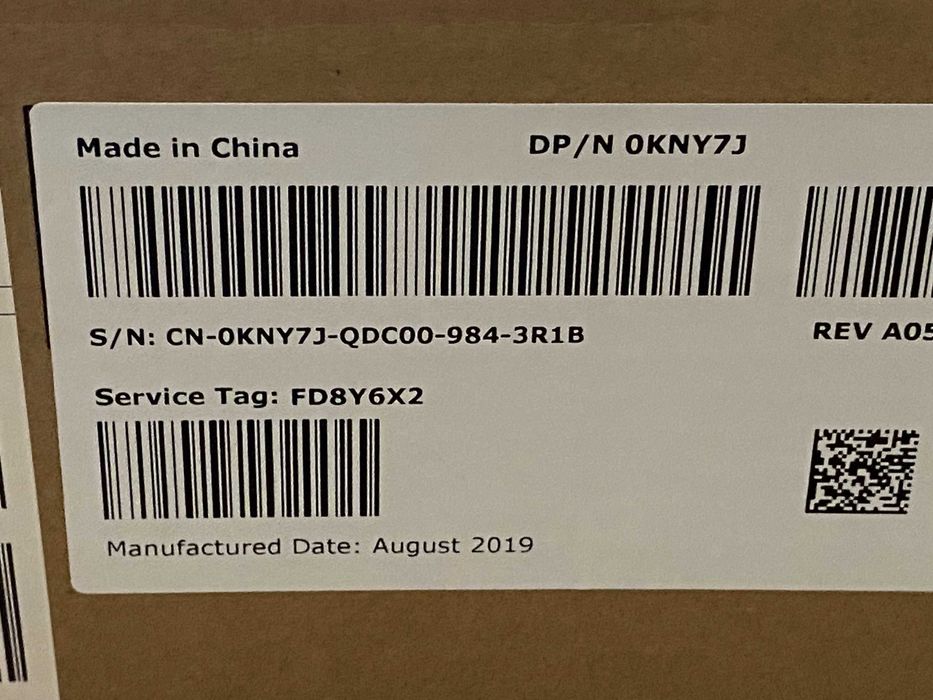 Made in China
DP/N 0KNY7J
S/N: CN-0KNY7J-QDC00-984-3R1B
REV A05
Service Tag: FD8Y6X2
Manufactured Date: August 2019